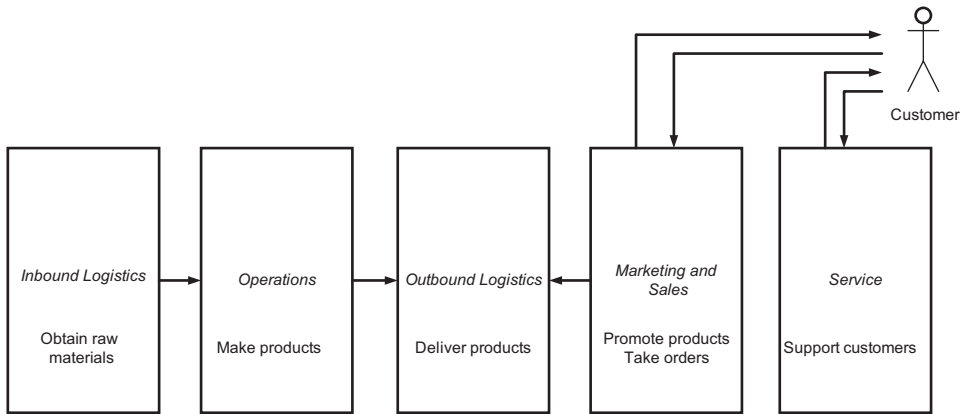 Customer
Inbound Logistics
Obtain raw
materials
Operations
Make products
Outbound Logistics
Deliver products
Marketing and
Sales
Promote products
Take orders
Service
Support customers